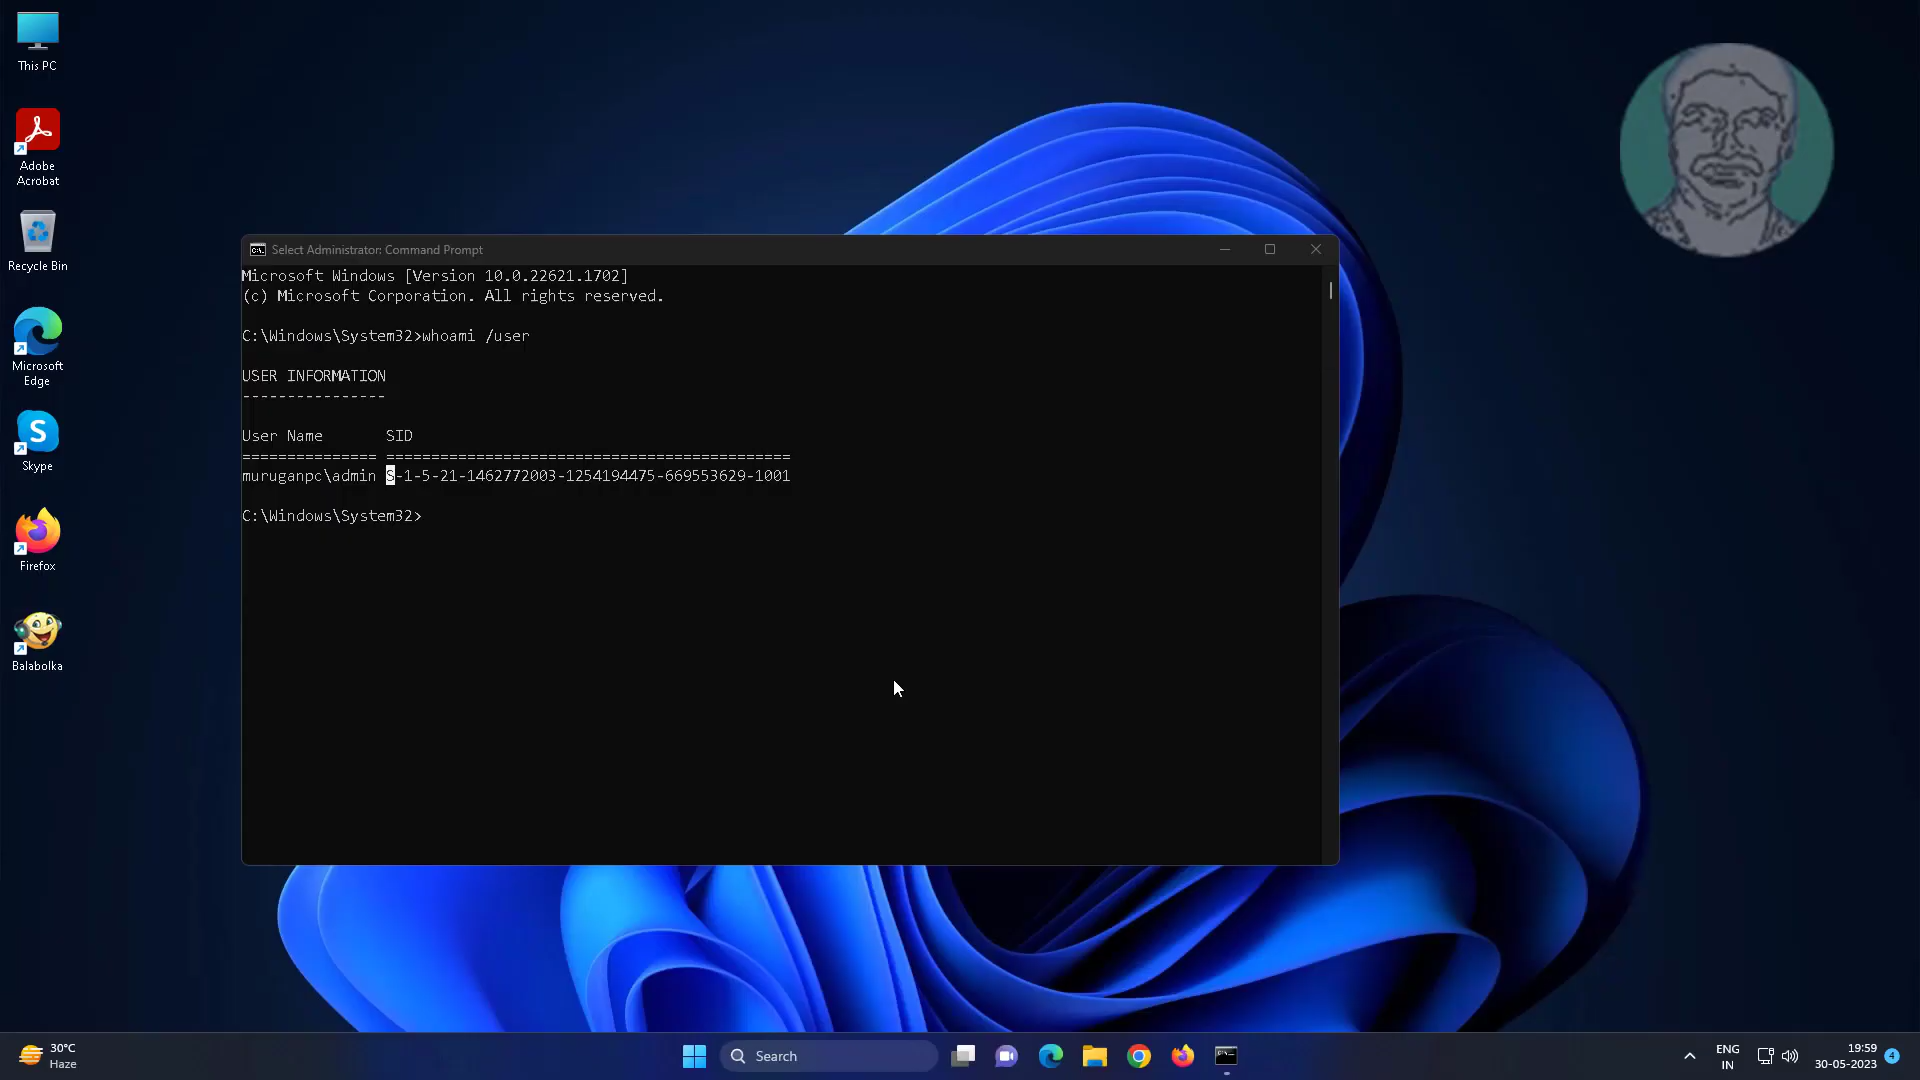 This PC
Adobe
Acrobat
Recycle Bin
Microsoft
Edge
Skype
Firefox
Balabolka
Select Administrator: Command Prompt
Microsoft Windows [Version 10.0.22621.1702]
(c) Microsoft Corporation. All rights reserved.
C:\Windows\System32>whoami /user
USER INFORMATION
----------------
User Name SID
=============== =============================================
muruganpc\admin S-1-5-21-1462772003-1254194475-669553629-1001
C:\Windows\System32>
30°C
Haze
Search
ENG
IN
19:59
30-05-2023
4